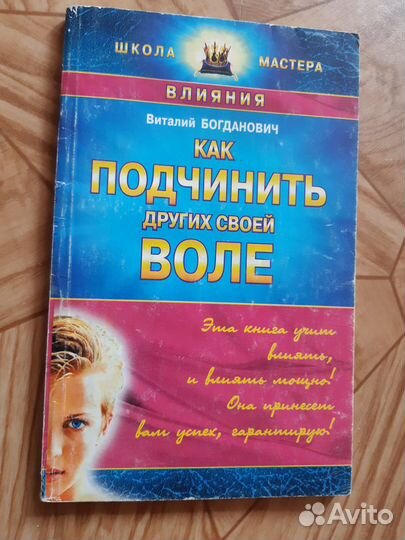 ШКОЛА МАСТЕРА
ВЛИЯНИЯ
Виталий БОГДАНОВИЧ
КАК
ПОДЧИНИТЬ
ДРУГИХ СВОЕЙ
ВОЛЕ
Эта книга учит
влиять,
и влиять мощно!
Она принесет
вам успех, гарантирую!
Avito